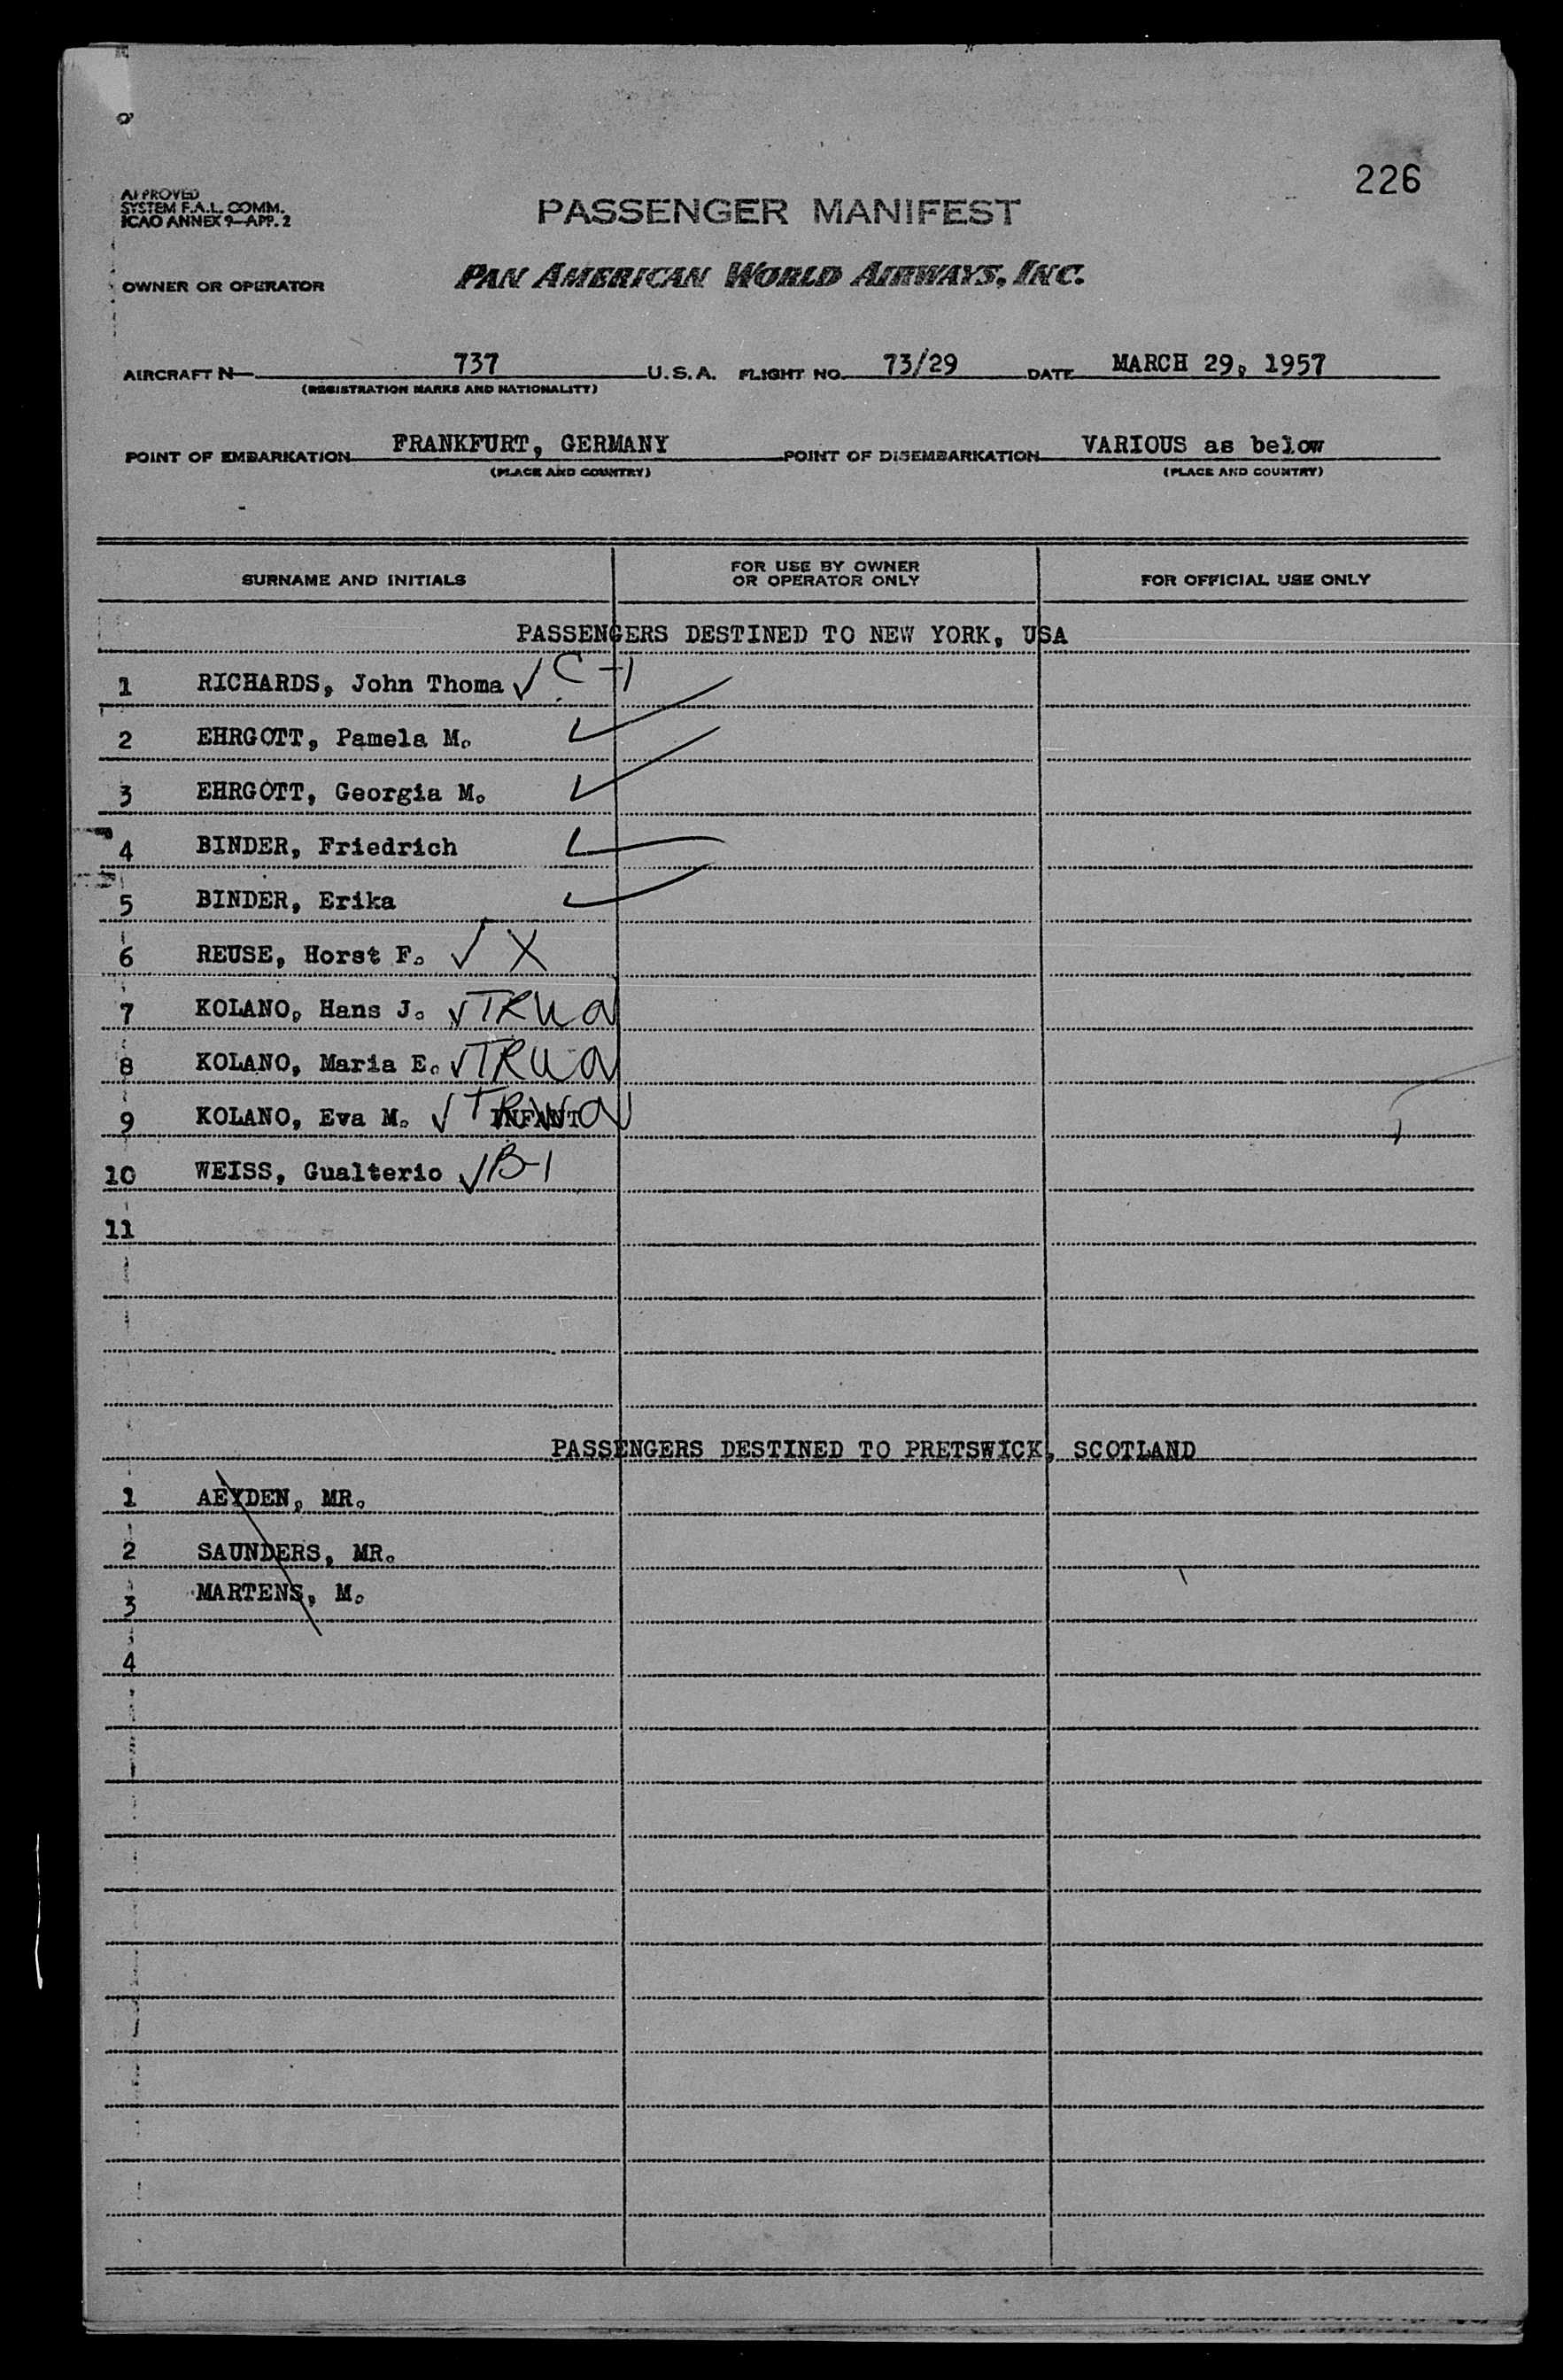 226
APPROVED
SYSTEM F.A.L. COMM.
ICAO ANNEX 9—APP. 2
PASSENGER MANIFEST
OWNER OR OPERATOR PAN AMERICAN WORLD AIRWAYS, INC.
AIRCRAFT N— 737 U.S.A. FLIGHT NO. 73/29 DATE MARCH 29, 1957
(REGISTRATION MARKS AND NATIONALITY)
POINT OF EMBARKATION FRANKFURT, GERMANY POINT OF DISEMBARKATION VARIOUS as below
(PLACE AND COUNTRY) (PLACE AND COUNTRY)
SURNAME AND INITIALS FOR USE BY OWNER OR OPERATOR ONLY FOR OFFICIAL USE ONLY
PASSENGERS DESTINED TO NEW YORK, USA
1 RICHARDS, John Thoma ✓ C-1
2 EHRGOTT, Pamela M. ✓
3 EHRGOTT, Georgia M. ✓
4 BINDER, Friedrich ✓
5 BINDER, Erika ✓
6 REUSE, Horst F. ✓ X
7 KOLANO, Hans J. ✓
8 KOLANO, Maria E. ✓
9 KOLANO, Eva M. ✓ INFANT
10 WEISS, Gualterio ✓ B-1
11
PASSENGERS DESTINED TO PRETSWICK, SCOTLAND
1 AEYDEN, MR.
2 SAUNDERS, MR.
3 MARTENS, M.
4